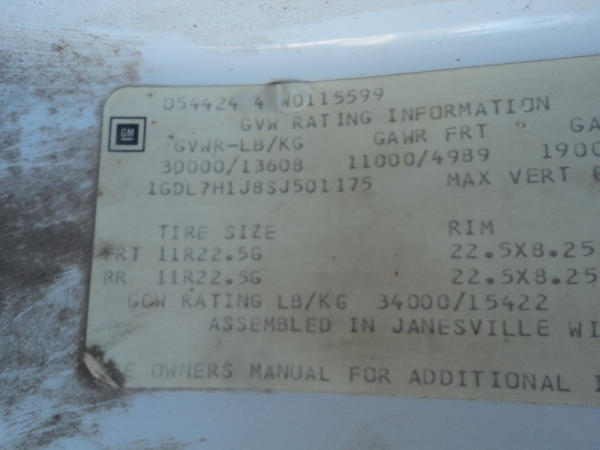 D54424 4 W0115599
GM
GVW RATING INFORMATION
GVWR-LB/KG GAWR FRT GA
30000/13608 11000/4989 1900
1GDL7H1J8SJ501175 MAX VERT
TIRE SIZE RIM
FRT 11R22.5G 22.5X8.25
RR 11R22.5G 22.5X8.25
GCW RATING LB/KG 34000/15422
ASSEMBLED IN JANESVILLE WI
OWNERS MANUAL FOR ADDITIONAL